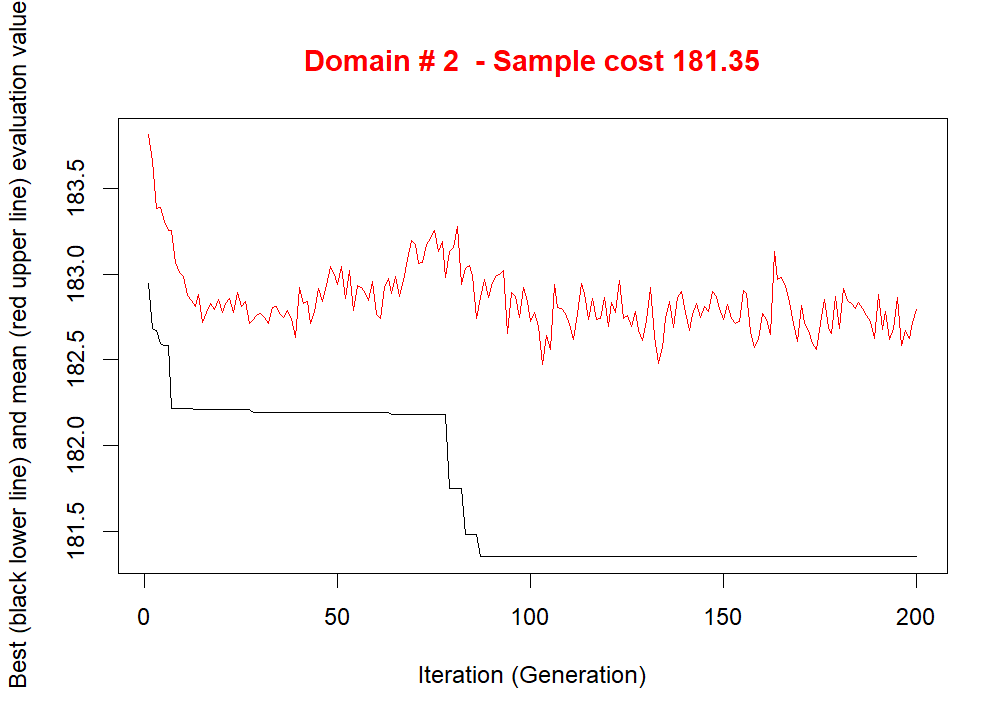 Domain # 2  - Sample cost 181.35
Best (black lower line) and mean (red upper line) evaluation value
183.5
183.0
182.5
182.0
181.5
0 50 100 150 200
Iteration (Generation)